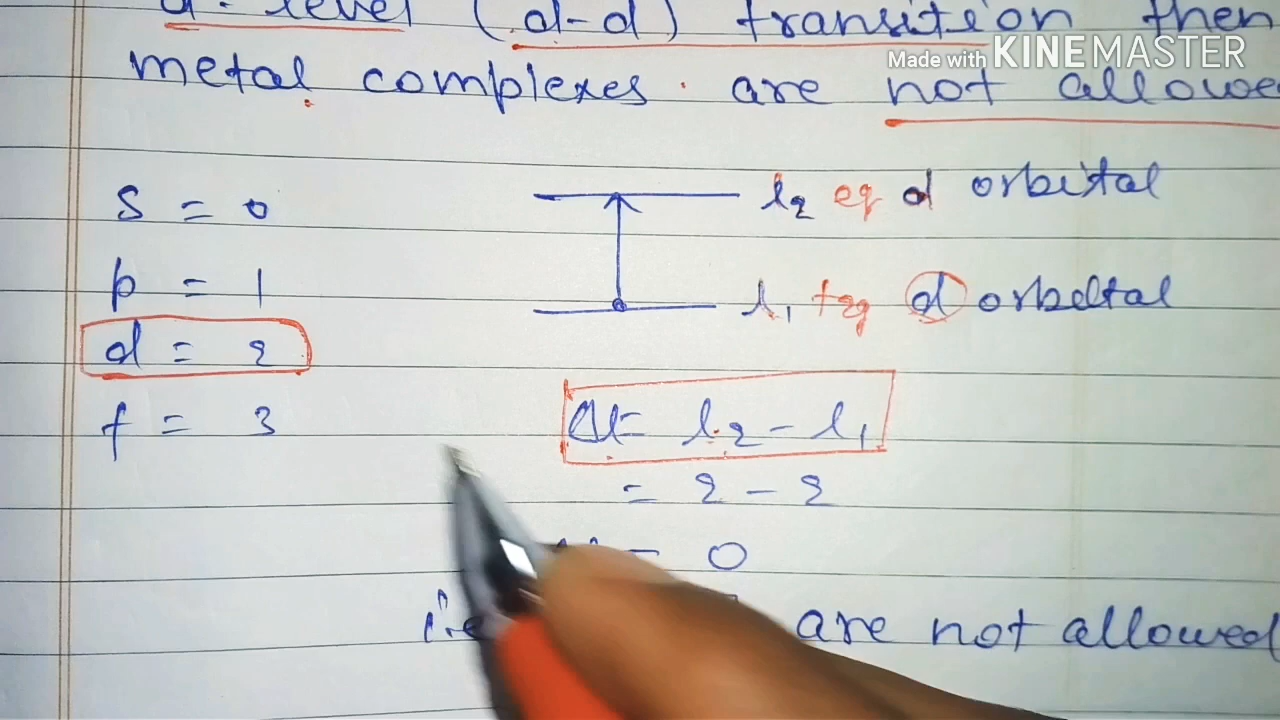 d-level (d-d) transition then
Made with KINEMASTER
metal complexes are not allowe
s = 0
l2 eg d orbital
p = 1
l1 t2g d orbital
d = 2
f = 3
Δl = l2 - l1
= 2 - 2
= 0
i.e
are not allowed